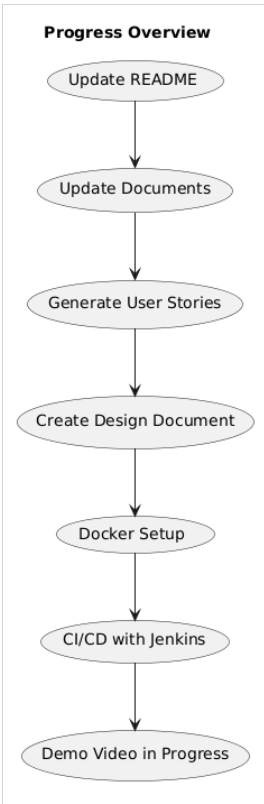 Progress Overview
Update README
Update Documents
Generate User Stories
Create Design Document
Docker Setup
CI/CD with Jenkins
Demo Video in Progress